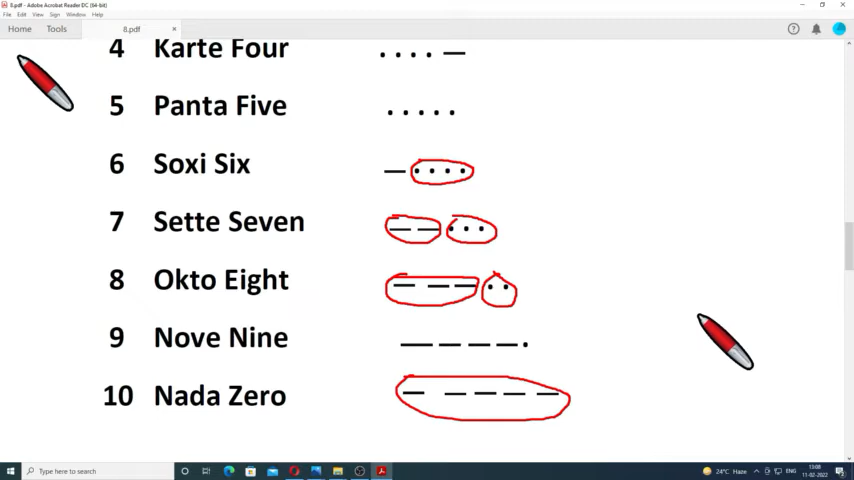 8.pdf - Adobe Acrobat Reader DC (64-bit)
File Edit View Sign Window Help
Home Tools 8.pdf ×
4 Karte Four . . . . —
5 Panta Five . . . . .
6 Soxi Six — . . . .
7 Sette Seven — — . . .
8 Okto Eight — — — . .
9 Nove Nine — — — — .
10 Nada Zero — — — — —
Type here to search 24°C Haze ENG 13:08
11-02-2022